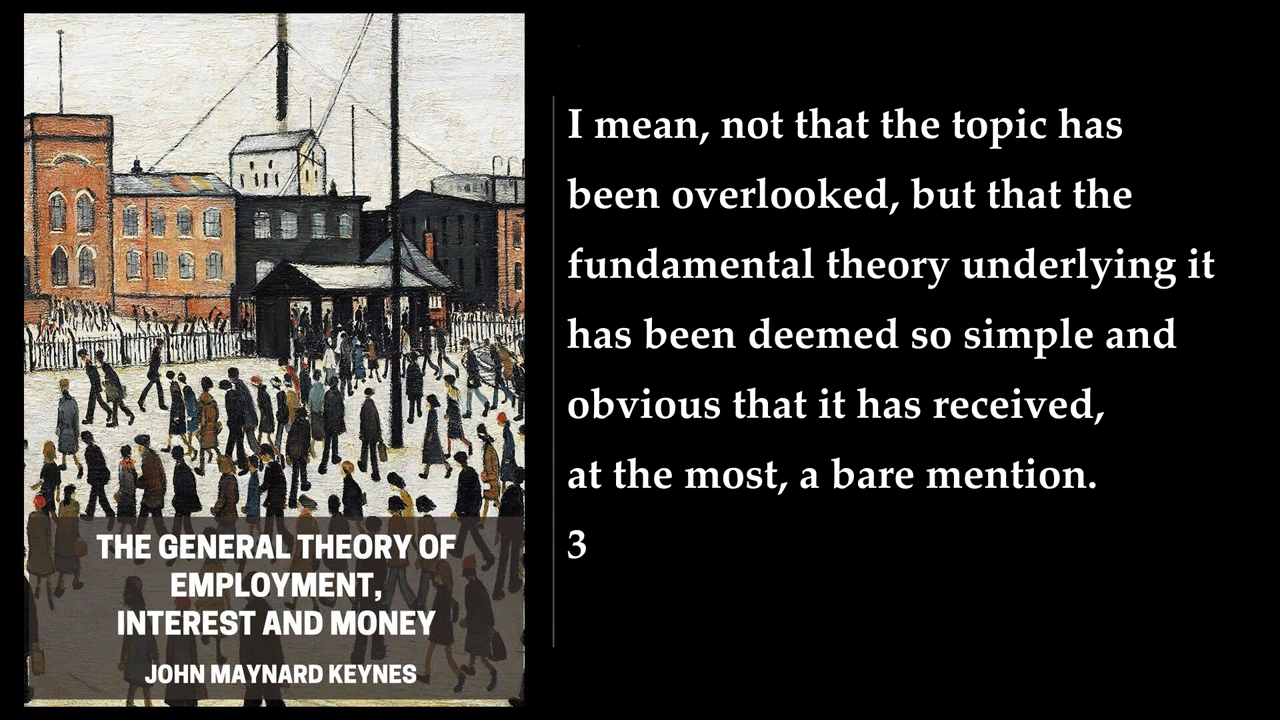 I mean, not that the topic has
been overlooked, but that the
fundamental theory underlying it
has been deemed so simple and
obvious that it has received,
at the most, a bare mention.
3
THE GENERAL THEORY OF
EMPLOYMENT,
INTEREST AND MONEY
JOHN MAYNARD KEYNES